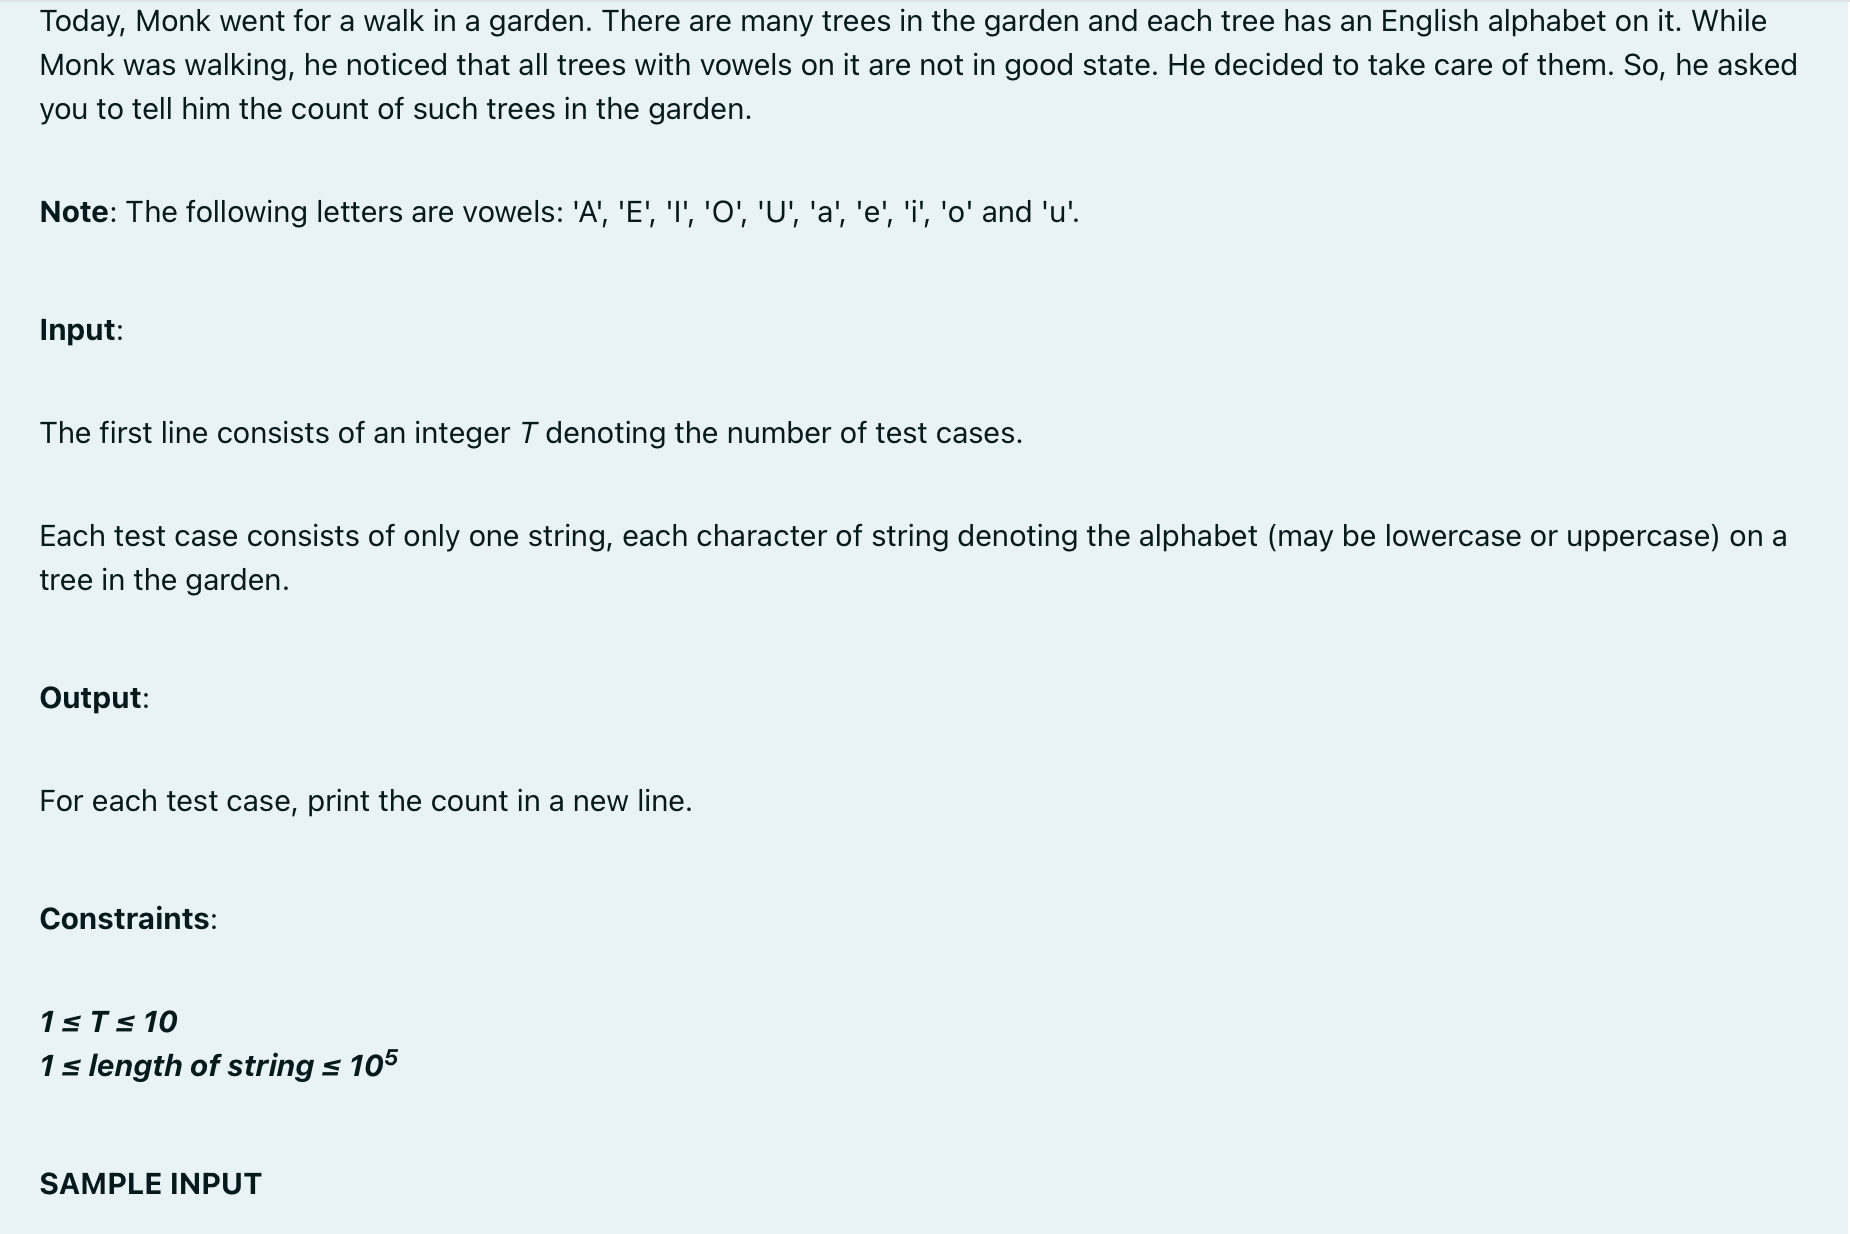 Today, Monk went for a walk in a garden. There are many trees in the garden and each tree has an English alphabet on it. While
Monk was walking, he noticed that all trees with vowels on it are not in good state. He decided to take care of them. So, he asked
you to tell him the count of such trees in the garden.
Note: The following letters are vowels: 'A', 'E', 'I', 'O', 'U', 'a', 'e', 'i', 'o' and 'u'.
Input:
The first line consists of an integer T denoting the number of test cases.
Each test case consists of only one string, each character of string denoting the alphabet (may be lowercase or uppercase) on a
tree in the garden.
Output:
For each test case, print the count in a new line.
Constraints:
1 ≤ T ≤ 10
1 ≤ length of string ≤ 10⁵
SAMPLE INPUT